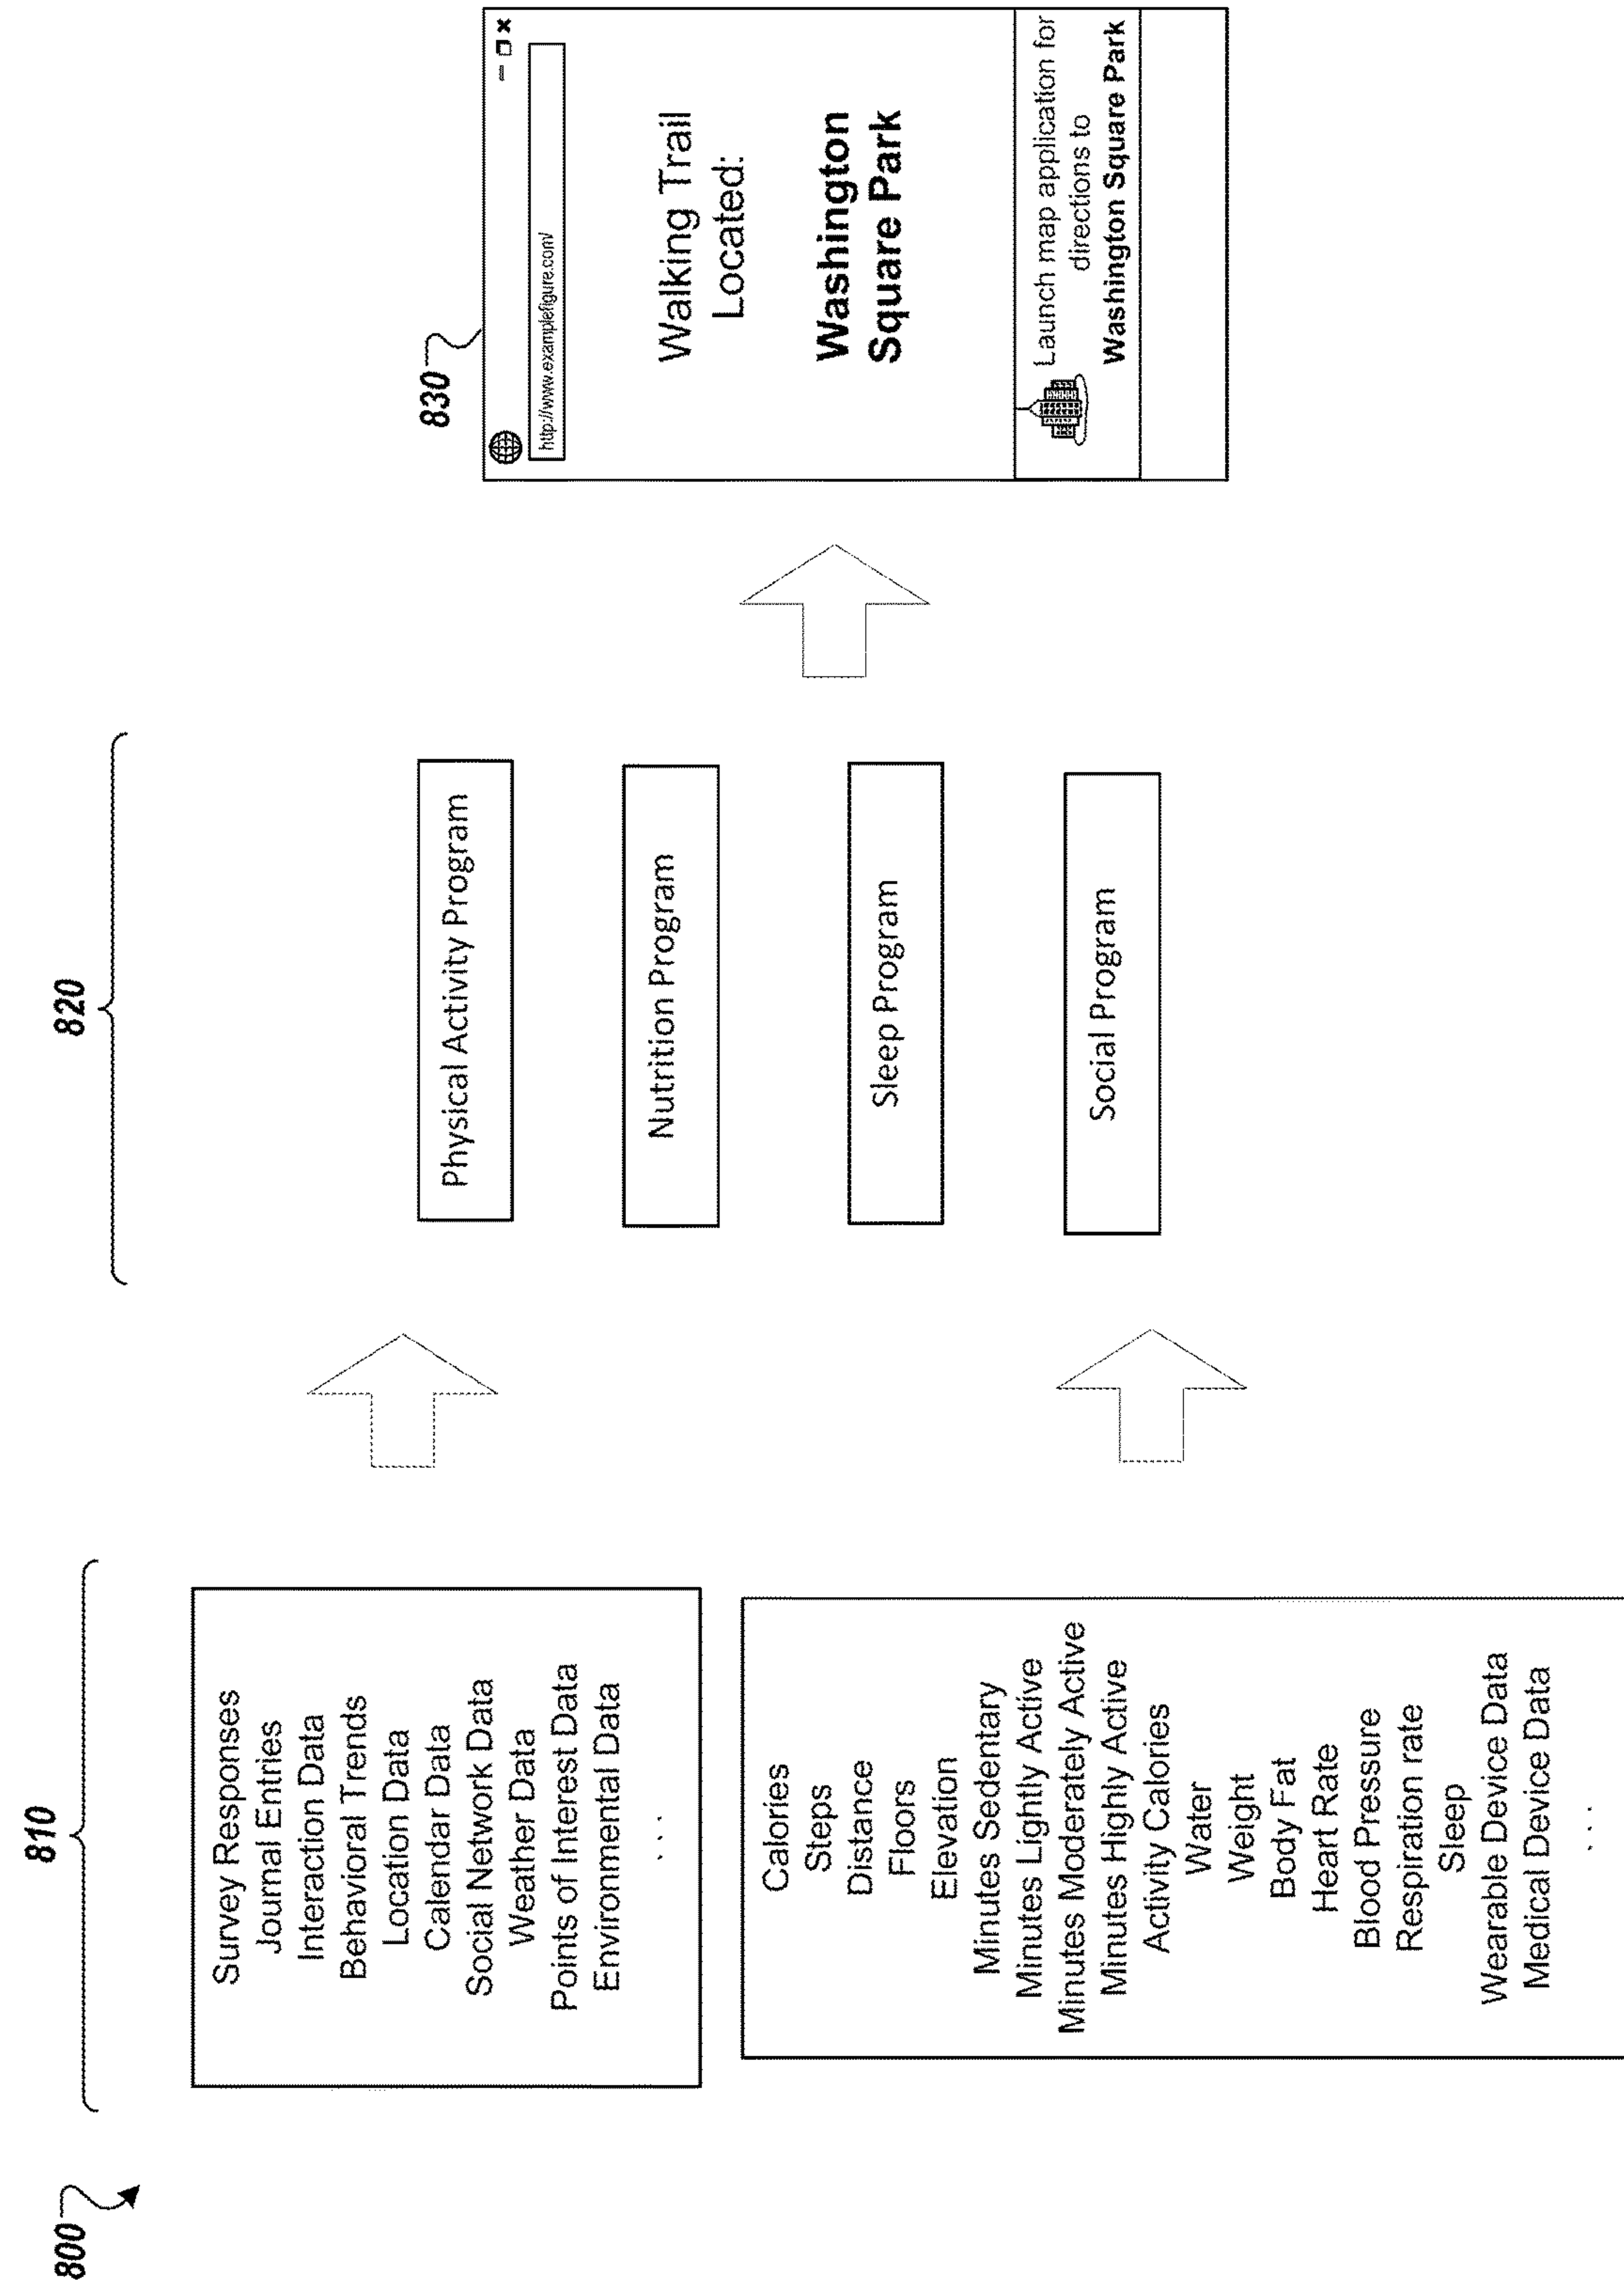 800
810
Survey Responses
Journal Entries
Interaction Data
Behavioral Trends
Location Data
Calendar Data
Social Network Data
Weather Data
Points of Interest Data
Environmental Data
...
Calories
Steps
Distance
Floors
Elevation
Minutes Sedentary
Minutes Lightly Active
Minutes Moderately Active
Minutes Highly Active
Activity Calories
Water
Weight
Body Fat
Heart Rate
Blood Pressure
Respiration rate
Sleep
Wearable Device Data
Medical Device Data
...
820
Physical Activity Program
Nutrition Program
Sleep Program
Social Program
830
http://www.examplefigure.com/
Walking Trail
Located:
Washington
Square Park
Launch map application for
directions to
Washington Square Park